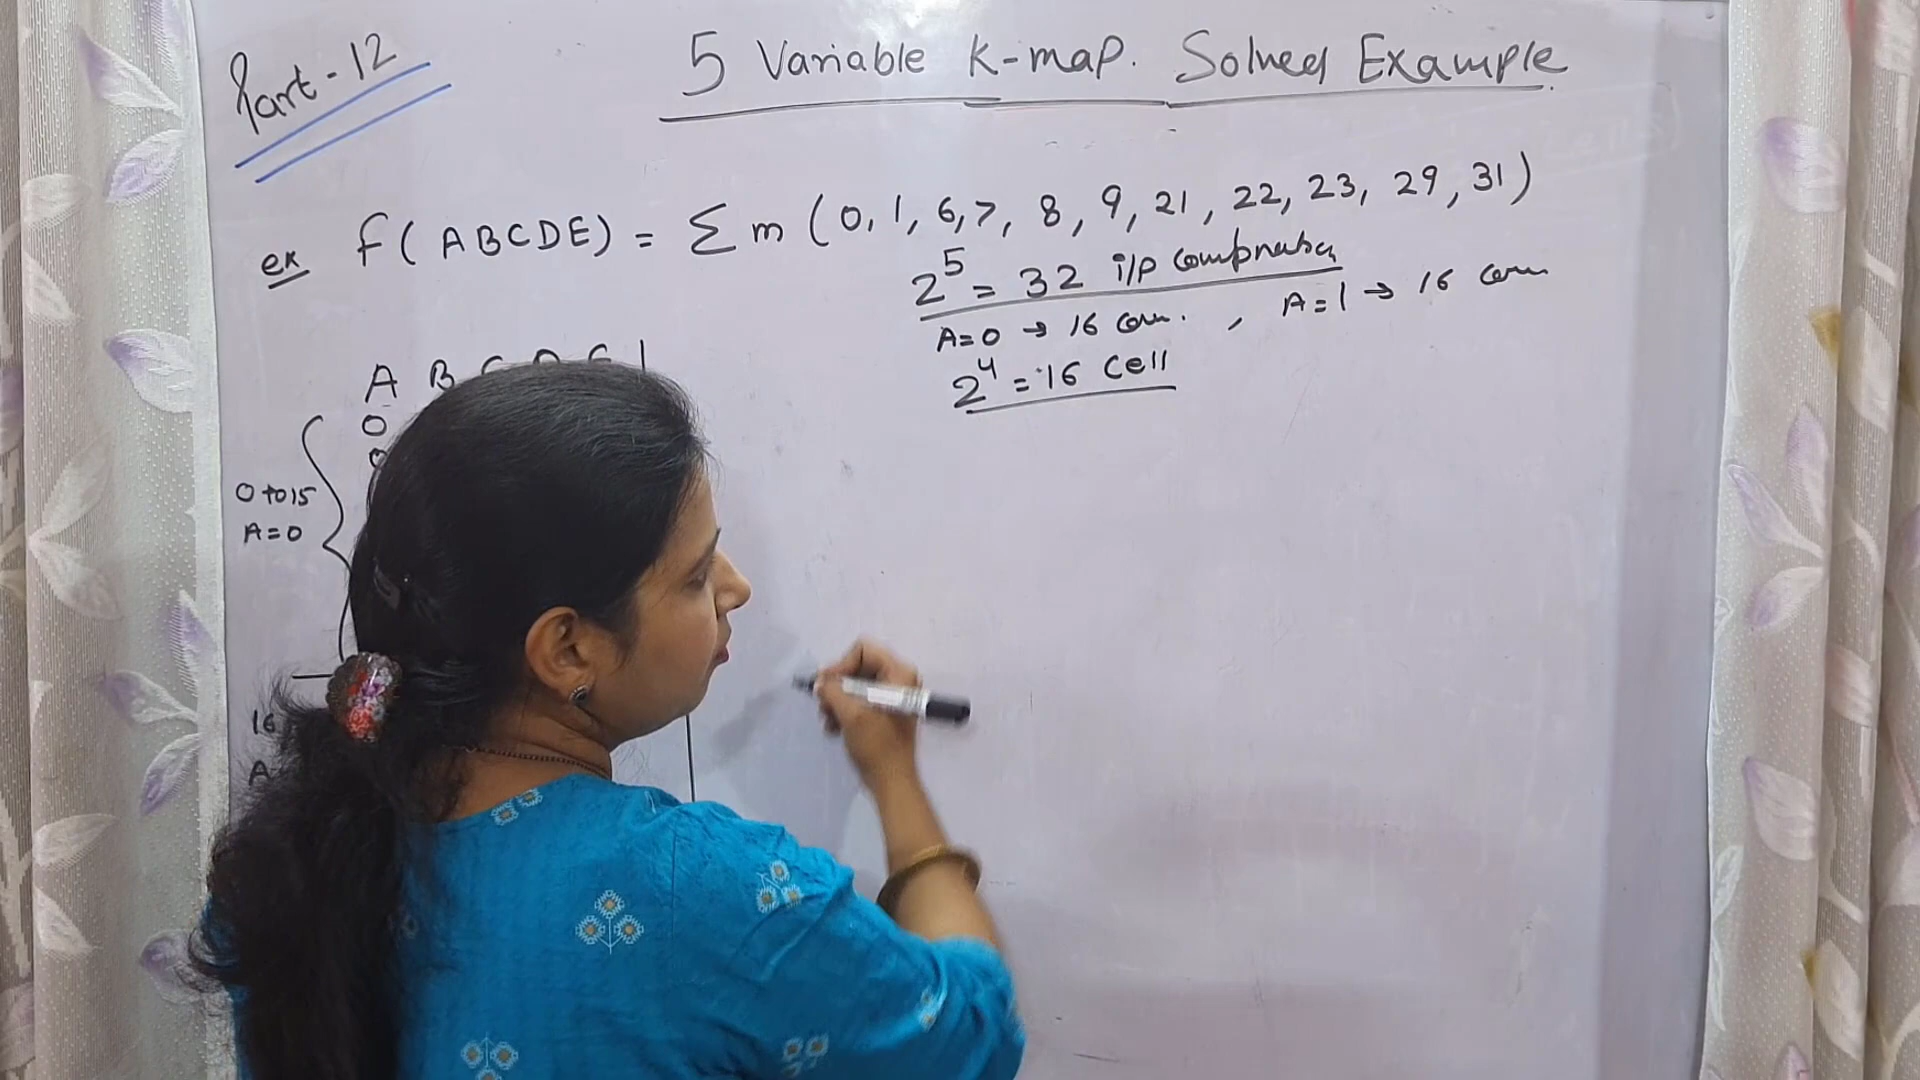 Part-12
5 Variable K-map. Solved Example
ex f(ABCDE) = Σm(0,1,6,7,8,9,21,22,23,29,31)
2^5 = 32 i/p
A=0 → 16 com. , A=1 → 16 com
2^4 = 16 Cell
A B
0
0
0 to 15
A=0
16
A